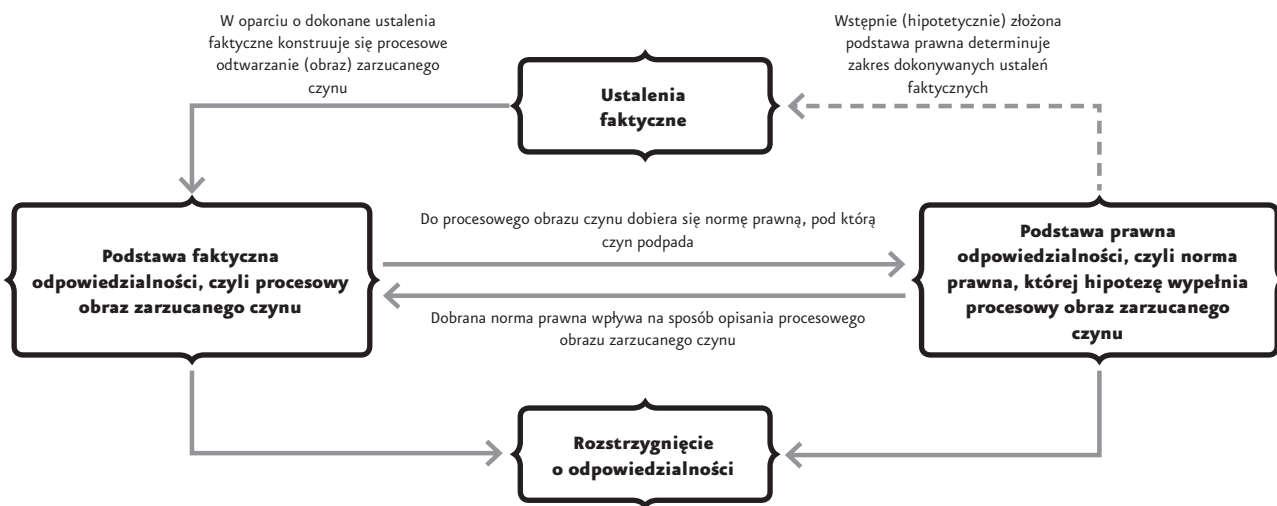 W oparciu o dokonane ustalenia
faktyczne konstruuje się procesowe
odtwarzanie (obraz) zarzucanego
czynu
Wstępnie (hipotetycznie) złożona
podstawa prawna determinuje
zakres dokonywanych ustaleń
faktycznych
Ustalenia
faktyczne
Podstawa faktyczna
odpowiedzialności, czyli procesowy
obraz zarzucanego czynu
Do procesowego obrazu czynu dobiera się normę prawną, pod którą
czyn podpada
Dobrana norma prawna wpływa na sposób opisania procesowego
obrazu zarzucanego czynu
Podstawa prawna
odpowiedzialności, czyli norma
prawna, której hipotezę wypełnia
procesowy obraz zarzucanego
czynu
Rozstrzygnięcie
o odpowiedzialności